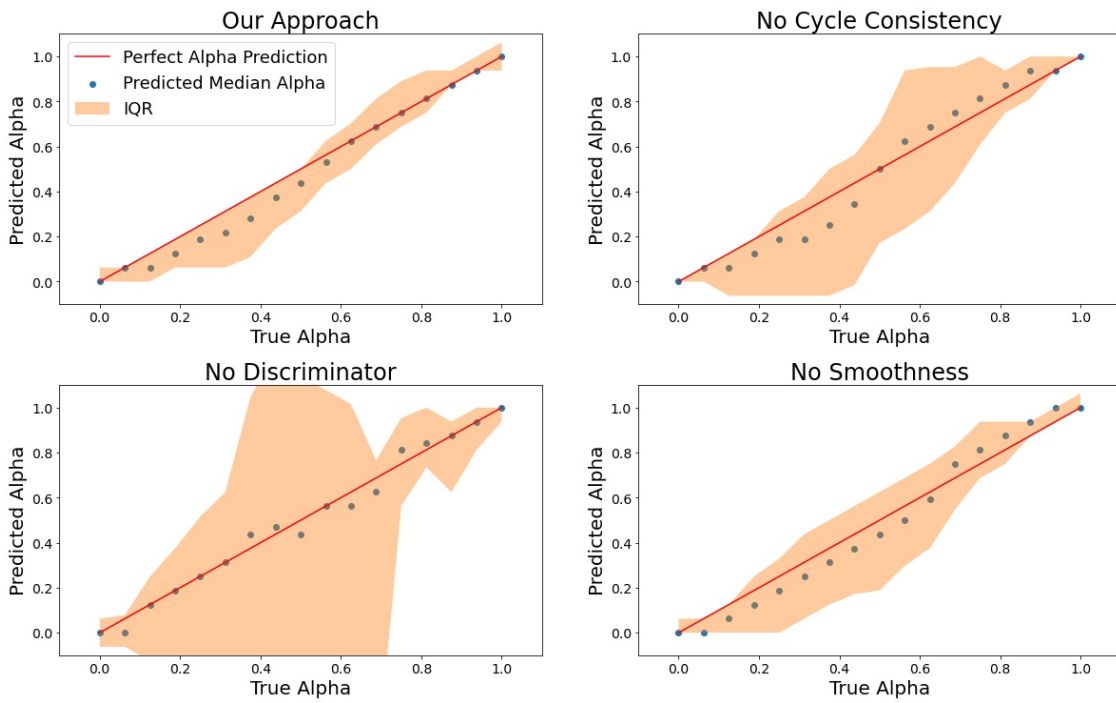 Our Approach
Perfect Alpha Prediction
Predicted Median Alpha
IQR
Predicted Alpha
1.0
0.8
0.6
0.4
0.2
0.0
0.0 0.2 0.4 0.6 0.8 1.0
True Alpha
No Cycle Consistency
Predicted Alpha
1.0
0.8
0.6
0.4
0.2
0.0
0.0 0.2 0.4 0.6 0.8 1.0
True Alpha
No Discriminator
Predicted Alpha
1.0
0.8
0.6
0.4
0.2
0.0
0.0 0.2 0.4 0.6 0.8 1.0
True Alpha
No Smoothness
Predicted Alpha
1.0
0.8
0.6
0.4
0.2
0.0
0.0 0.2 0.4 0.6 0.8 1.0
True Alpha